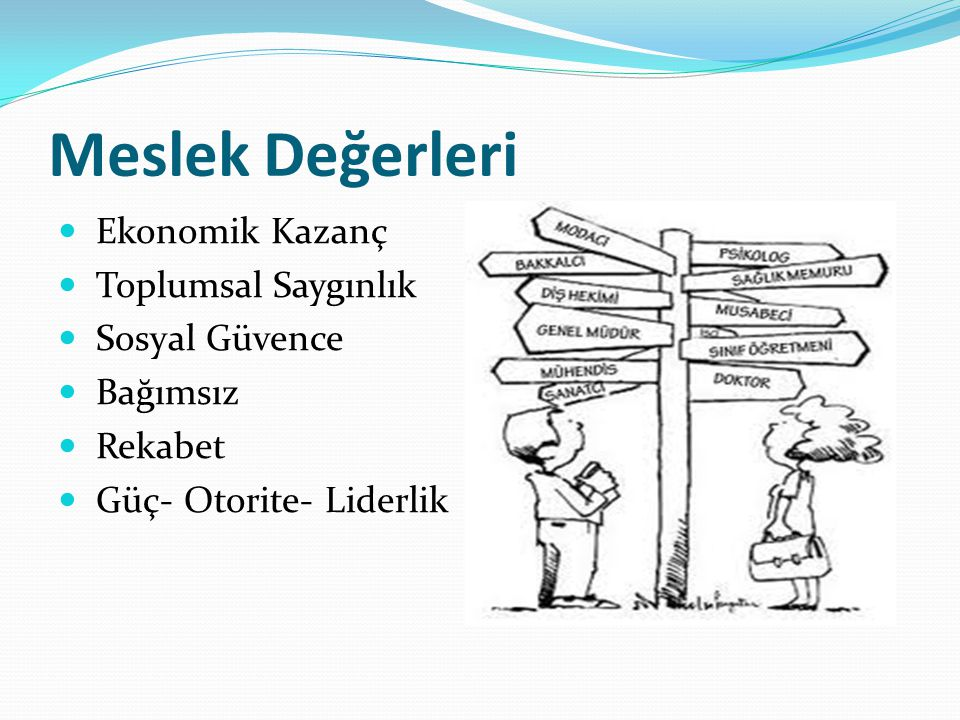 Meslek Değerleri
Ekonomik Kazanç
Toplumsal Saygınlık
Sosyal Güvence
Bağımsız
Rekabet
Güç- Otorite- Liderlik
MODACI
BAKKALCI
DİŞ HEKİMİ
GENEL MÜDÜR
MÜHENDİS
SANATCI
PSİKOLOG
SAĞLIK MEMURU
MUSABECİ
SINIF ÖĞRETMENİ
DOKTOR